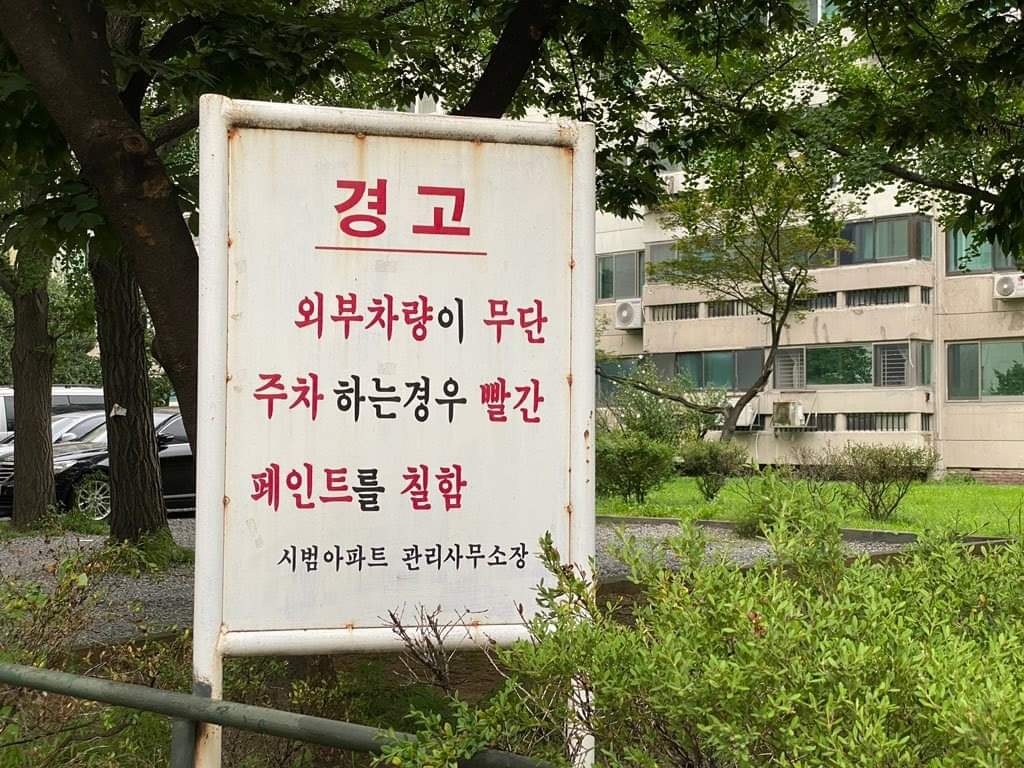 경고
외부차량이 무단
주차 하는경우 빨간
페인트를 칠함
시범아파트 관리사무소장